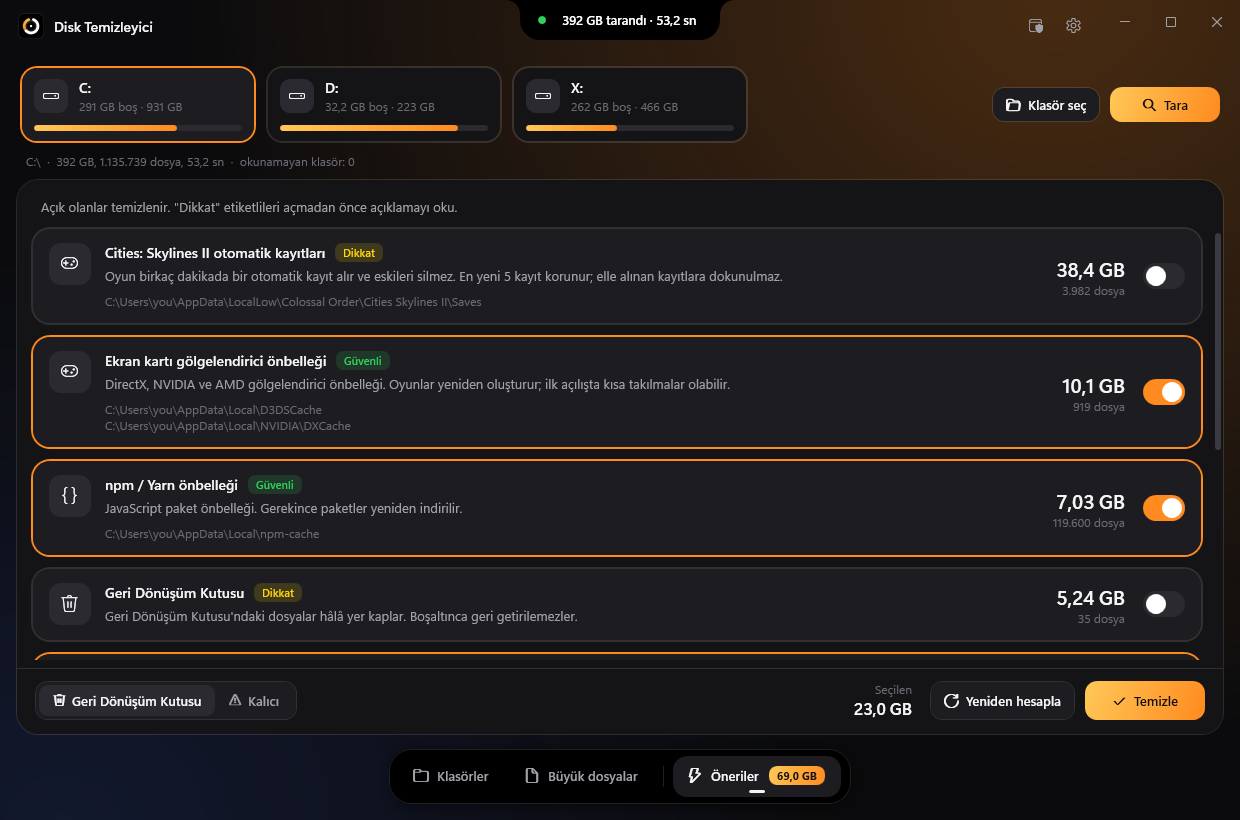 Disk Temizleyici
392 GB tarandı · 53,2 sn
C:
291 GB boş · 931 GB
D:
32,2 GB boş · 223 GB
X:
262 GB boş · 466 GB
Klasör seç
Tara
C:\ · 392 GB, 1.135.739 dosya, 53,2 sn · okunamayan klasör: 0
Açık olanlar temizlenir. "Dikkat" etiketlileri açmadan önce açıklamayı oku.
Cities: Skylines II otomatik kayıtları Dikkat
Oyun birkaç dakikada bir otomatik kayıt alır ve eskileri silmez. En yeni 5 kayıt korunur; elle alınan kayıtlara dokunulmaz.
C:\Users\you\AppData\LocalLow\Colossal Order\Cities Skylines II\Saves
38,4 GB
3.982 dosya
Ekran kartı gölgelendirici önbelleği Güvenli
DirectX, NVIDIA ve AMD gölgelendirici önbelleği. Oyunlar yeniden oluşturur; ilk açılışta kısa takılmalar olabilir.
C:\Users\you\AppData\Local\D3DSCache
C:\Users\you\AppData\Local\NVIDIA\DXCache
10,1 GB
919 dosya
npm / Yarn önbelleği Güvenli
JavaScript paket önbelleği. Gerekince paketler yeniden indirilir.
C:\Users\you\AppData\Local\npm-cache
7,03 GB
119.600 dosya
Geri Dönüşüm Kutusu Dikkat
Geri Dönüşüm Kutusu'ndaki dosyalar hâlâ yer kaplar. Boşaltınca geri getirilemezler.
5,24 GB
35 dosya
Geri Dönüşüm Kutusu
Kalıcı
Seçilen
23,0 GB
Yeniden hesapla
Temizle
Klasörler
Büyük dosyalar
Öneriler 69,0 GB